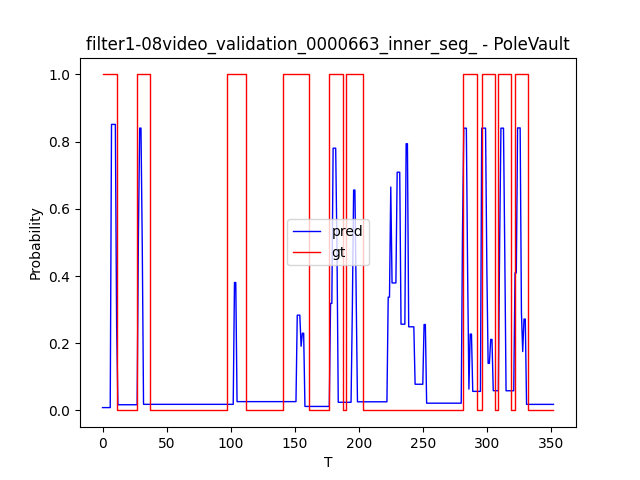 filter1-08video_validation_0000663_inner_seg_ - PoleVault
1.0
0.8
0.6
0.4
0.2
0.0
Probability
pred
gt
0 50 100 150 200 250 300 350
T